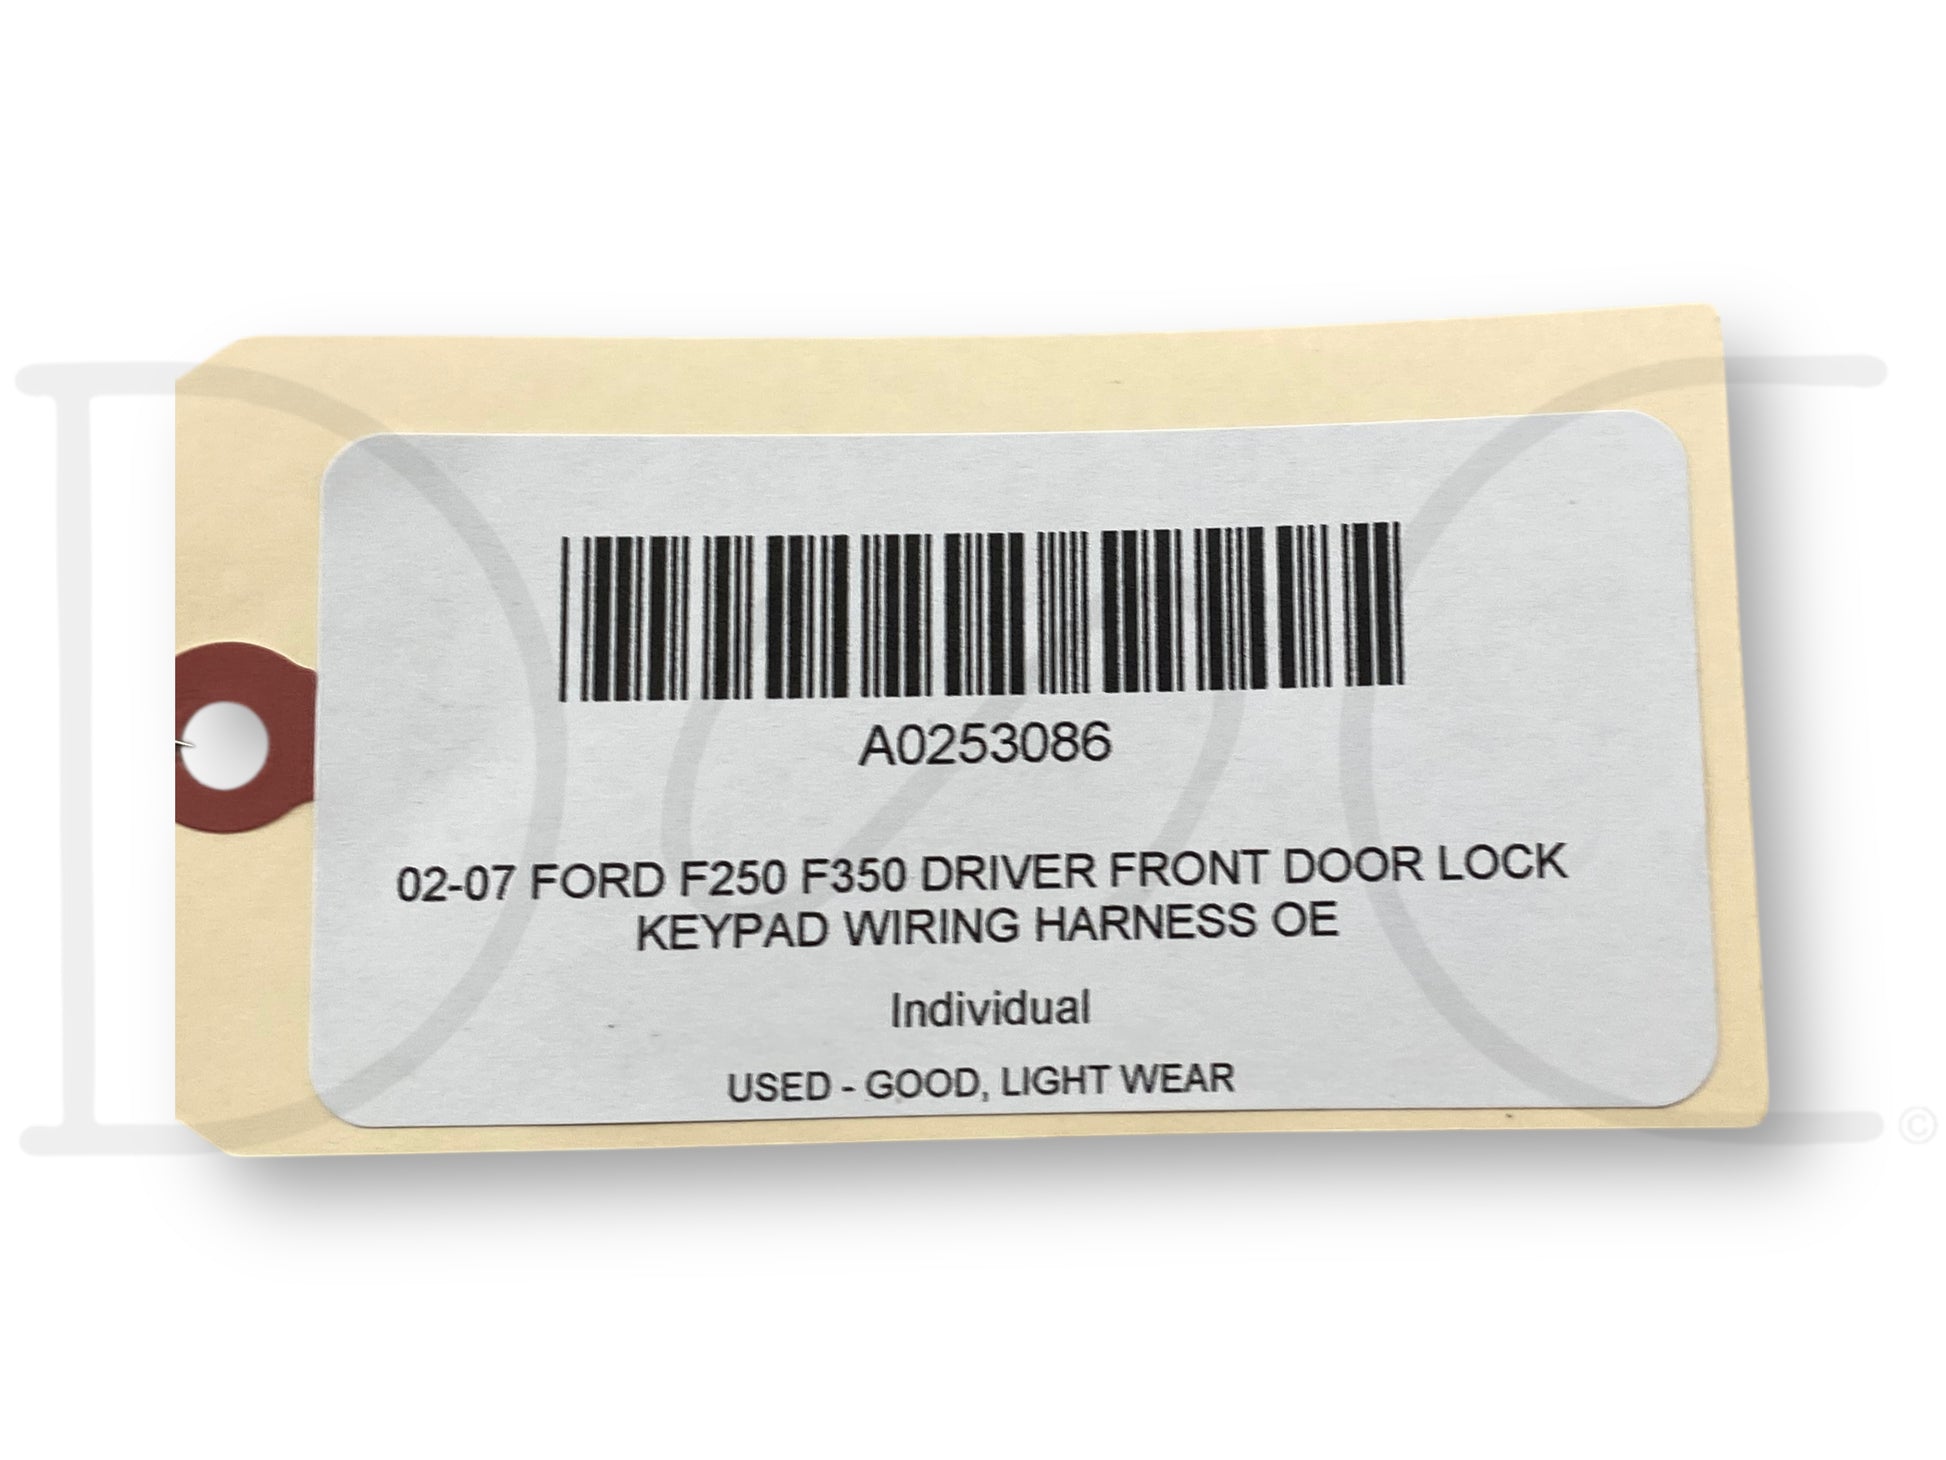 A0253086
02-07 FORD F250 F350 DRIVER FRONT DOOR LOCK
KEYPAD WIRING HARNESS OE
Individual
USED - GOOD, LIGHT WEAR
©